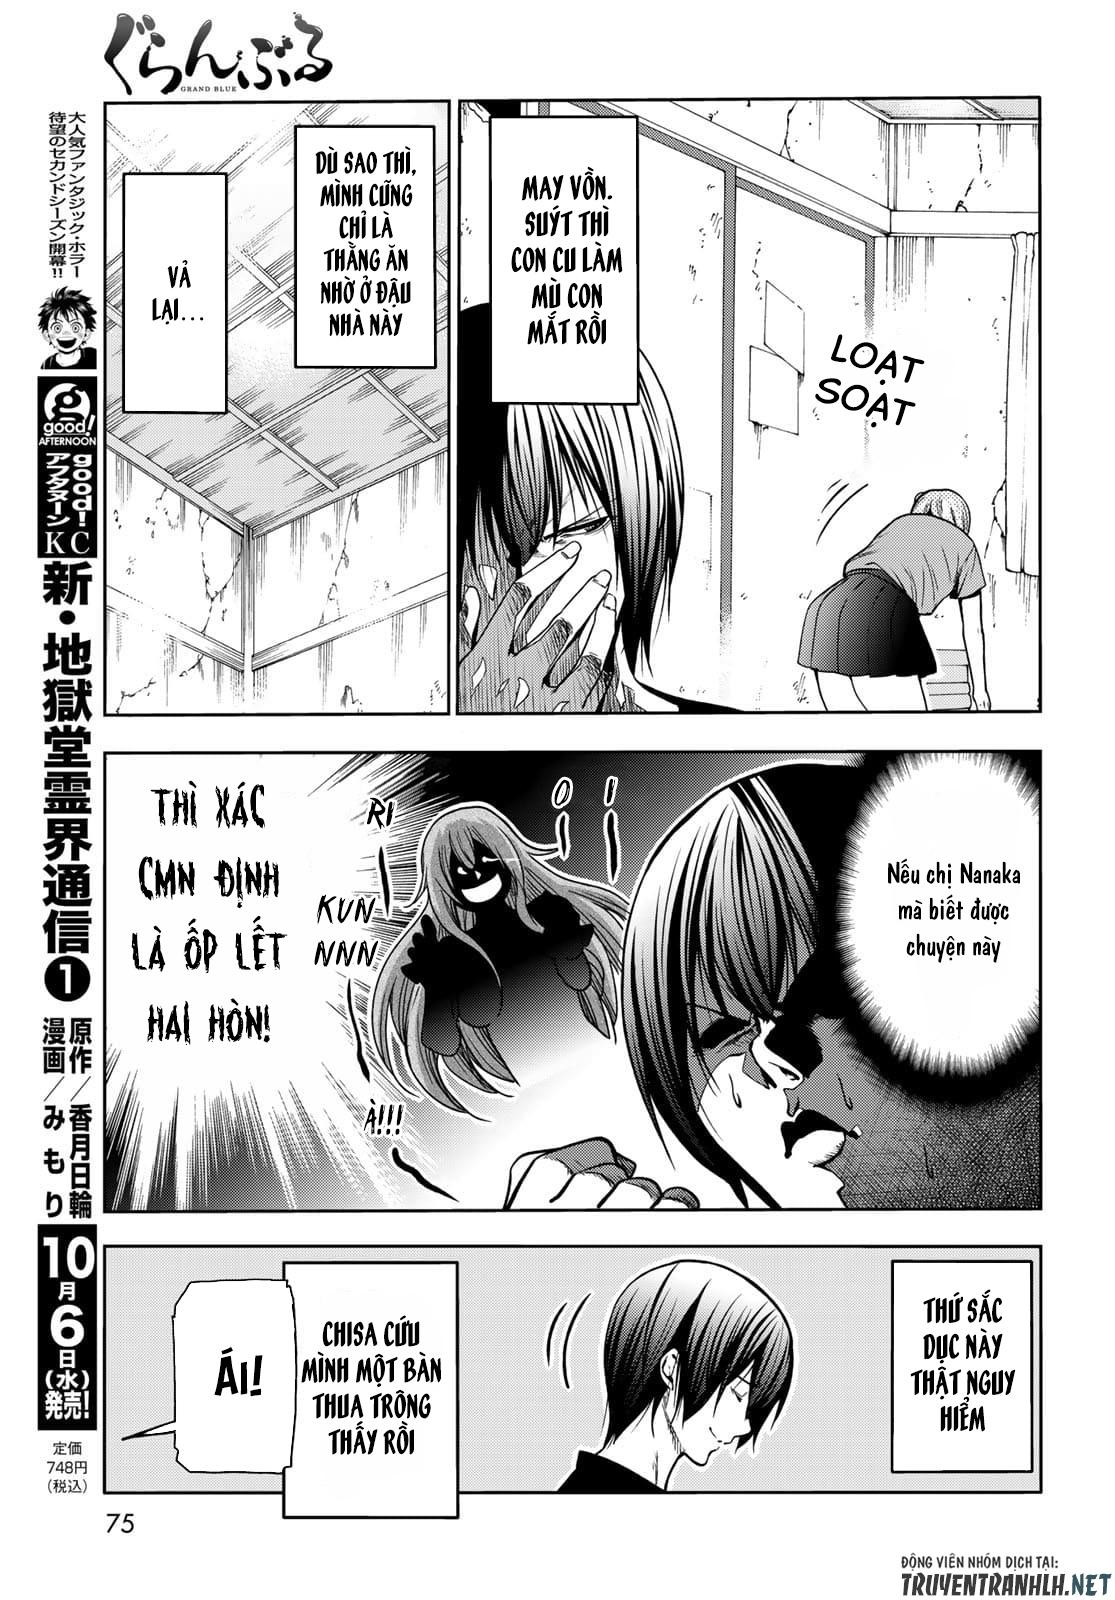 ぐらんぶる
GRAND BLUE
大人気ファンタジック・ホラー
待望のセカンドシーズン開幕!!
good!
AFTERNOON
good!
アフタヌーン
KC
新・地獄堂霊界通信❶
原作／香月日輪
漫画／みもり
10月6日(水)発売!
定価
748円
(税込)
MAY VỒN.
SUÝT THÌ
CON CU LÀM
MÙ CON
MẮT RỒI
LOẠT
SOẠT
DÙ SAO THÌ,
MÌNH CŨNG
CHỈ LÀ
THẰNG ĂN
NHỜ Ở ĐẬU
NHÀ NÀY
VẢ
LẠI...
Nếu chị Nanaka
mà biết được
chuyện này
I
O
RI
KUN
NNN
À!!!
THÌ XÁC
CMN ĐỊNH
LÀ ỐP LẾT
HAI HÒN!
THỨ SẮC
DỤC NÀY
THẬT NGUY
HIỂM
CHISA CỨU
MÌNH MỘT BÀN
THUA TRÔNG
THẤY RỒI
ÁI!
75
ĐỘNG VIÊN NHÓM DỊCH TẠI:
TRUYENTRANHLH.NET